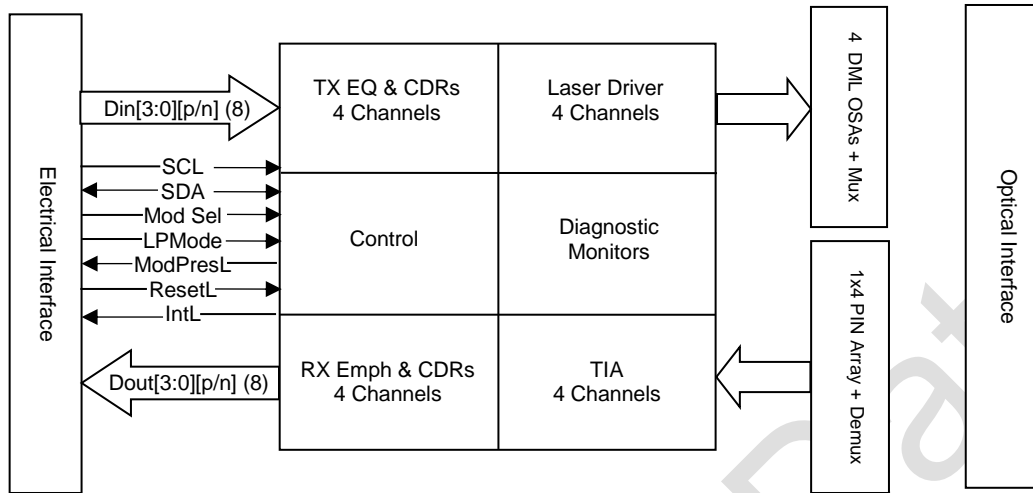 Electrical Interface
Din[3:0][p/n] (8)
SCL
SDA
Mod Sel
LPMode
ModPresL
ResetL
IntL
Dout[3:0][p/n] (8)
TX EQ & CDRs
4 Channels
Laser Driver
4 Channels
Control
Diagnostic
Monitors
RX Emph & CDRs
4 Channels
TIA
4 Channels
4 DML OSAs + Mux
1x4 PIN Array + Demux
Optical Interface